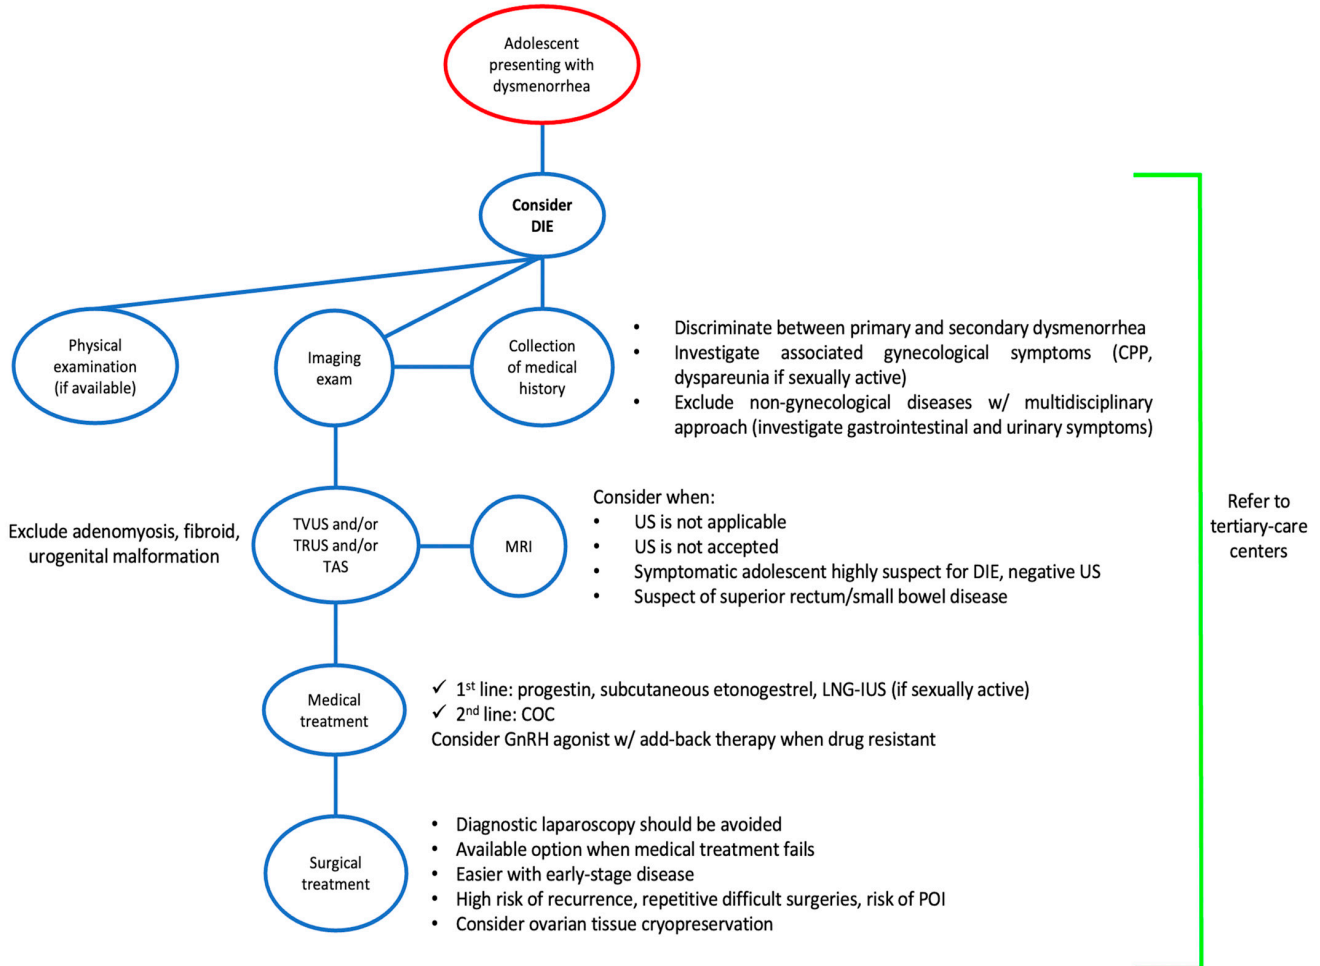 Adolescent
presenting with
dysmenorrhea
Consider
DIE
Physical
examination
(if available)
Imaging
exam
Collection
of medical
history
• Discriminate between primary and secondary dysmenorrhea
• Investigate associated gynecological symptoms (CPP,
dyspareunia if sexually active)
• Exclude non-gynecological diseases w/ multidisciplinary
approach (investigate gastrointestinal and urinary symptoms)
Exclude adenomyosis, fibroid,
urogenital malformation
TVUS and/or
TRUS and/or
TAS
MRI
Consider when:
• US is not applicable
• US is not accepted
• Symptomatic adolescent highly suspect for DIE, negative US
• Suspect of superior rectum/small bowel disease
Refer to
tertiary-care
centers
Medical
treatment
✓ 1st line: progestin, subcutaneous etonogestrel, LNG-IUS (if sexually active)
✓ 2nd line: COC
Consider GnRH agonist w/ add-back therapy when drug resistant
Surgical
treatment
• Diagnostic laparoscopy should be avoided
• Available option when medical treatment fails
• Easier with early-stage disease
• High risk of recurrence, repetitive difficult surgeries, risk of POI
• Consider ovarian tissue cryopreservation